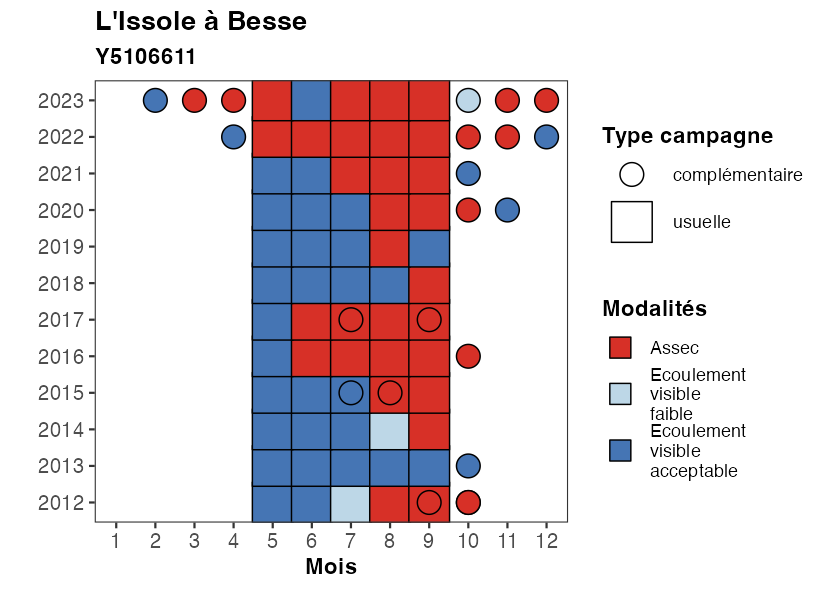 L'Issole à Besse
Y5106611
2023
2022
2021
2020
2019
2018
2017
2016
2015
2014
2013
2012
1 2 3 4 5 6 7 8 9 10 11 12
Mois
Type campagne
complémentaire
usuelle
Modalités
Assec
Ecoulement
visible
faible
Ecoulement
visible
acceptable